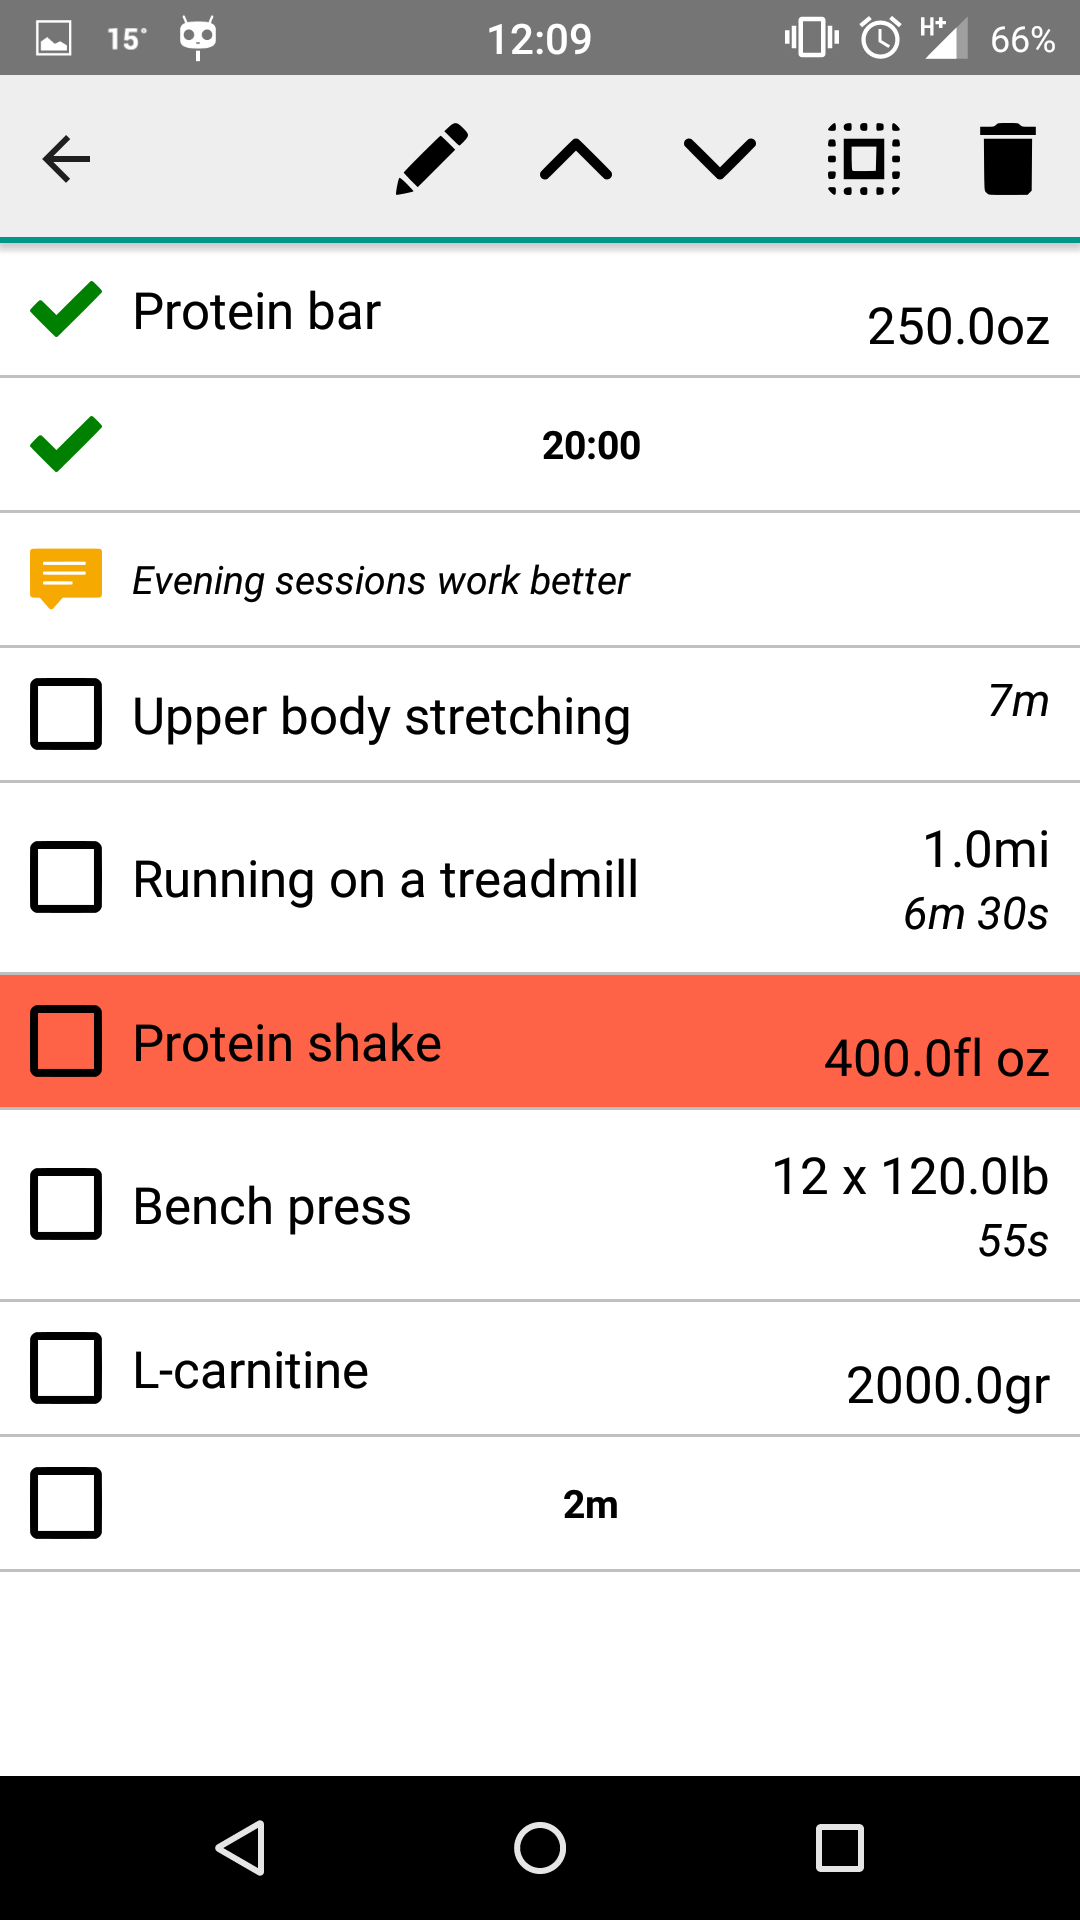 15° 12:09 H+ 66%
Protein bar 250.0oz
20:00
Evening sessions work better
Upper body stretching 7m
Running on a treadmill 1.0mi
6m 30s
Protein shake 400.0fl oz
Bench press 12 x 120.0lb
55s
L-carnitine 2000.0gr
2m